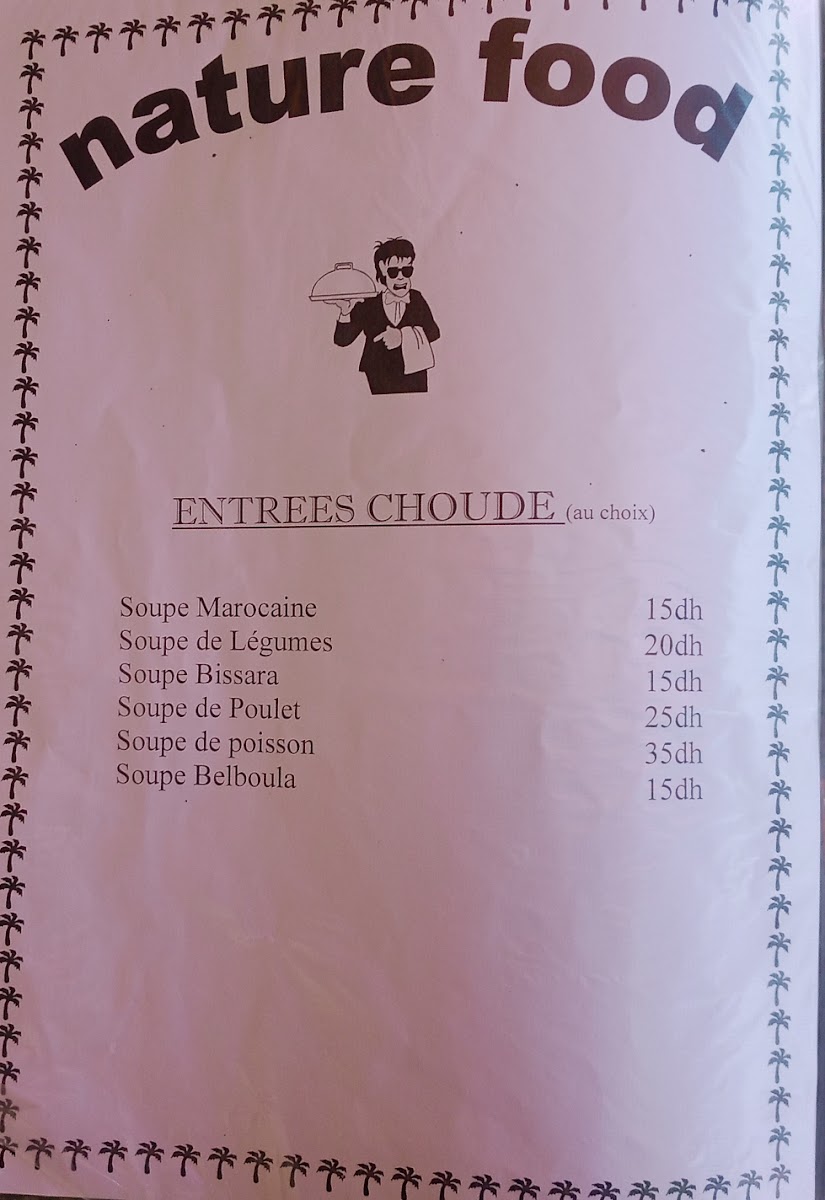 nature food
ENTREES CHOUDE (au choix)
Soupe Marocaine 15dh
Soupe de Légumes 20dh
Soupe Bissara 15dh
Soupe de Poulet 25dh
Soupe de poisson 35dh
Soupe Belboula 15dh